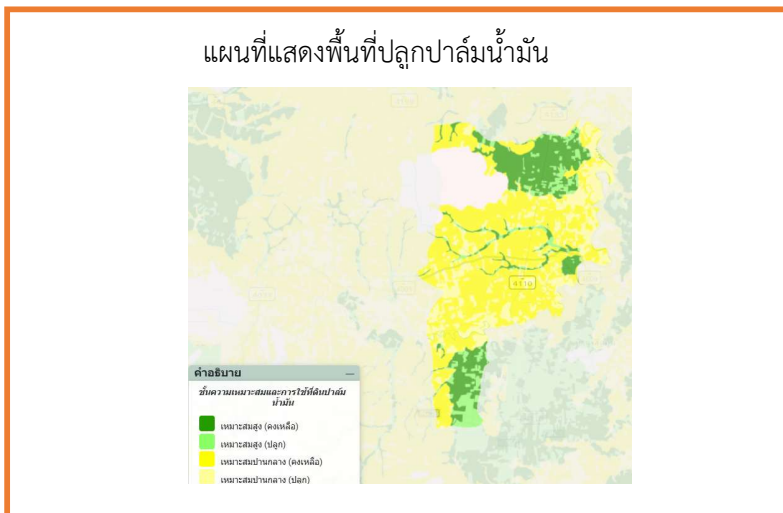 แผนที่แสดงพื้นที่ปลูกปาล์มน้ำมัน
4110
คำอธิบาย
ชั้นความเหมาะสมและการใช้ที่ดินปาล์ม
น้ำมัน
เหมาะสมสูง (คงเหลือ)
เหมาะสมสูง (ปลูก)
เหมาะสมปานกลาง (คงเหลือ)
เหมาะสมปานกลาง (ปลูก)